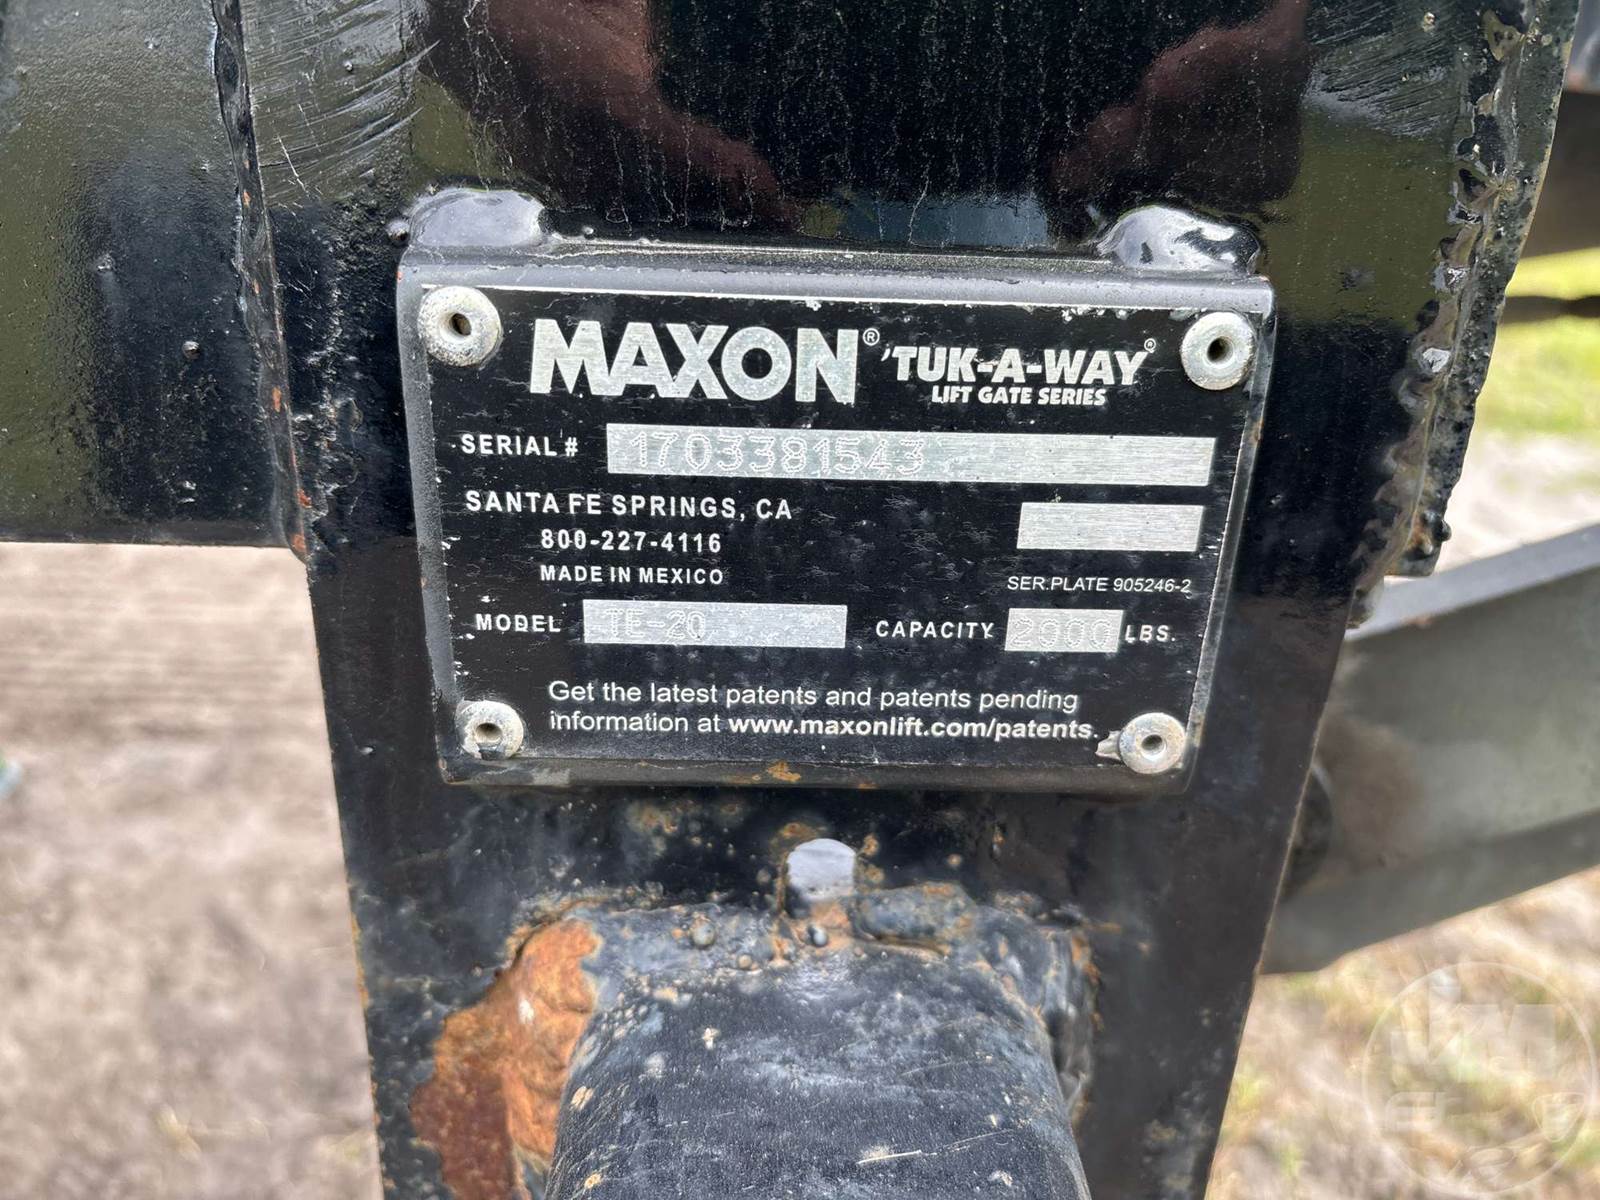 MAXON® 'TUK-A-WAY®
LIFT GATE SERIES
SERIAL # 1703381543
SANTA FE SPRINGS, CA
800-227-4116
MADE IN MEXICO
SER.PLATE 905246-2
MODEL TE-20 CAPACITY 2000 LBS.
Get the latest patents and patents pending
information at www.maxonlift.com/patents.